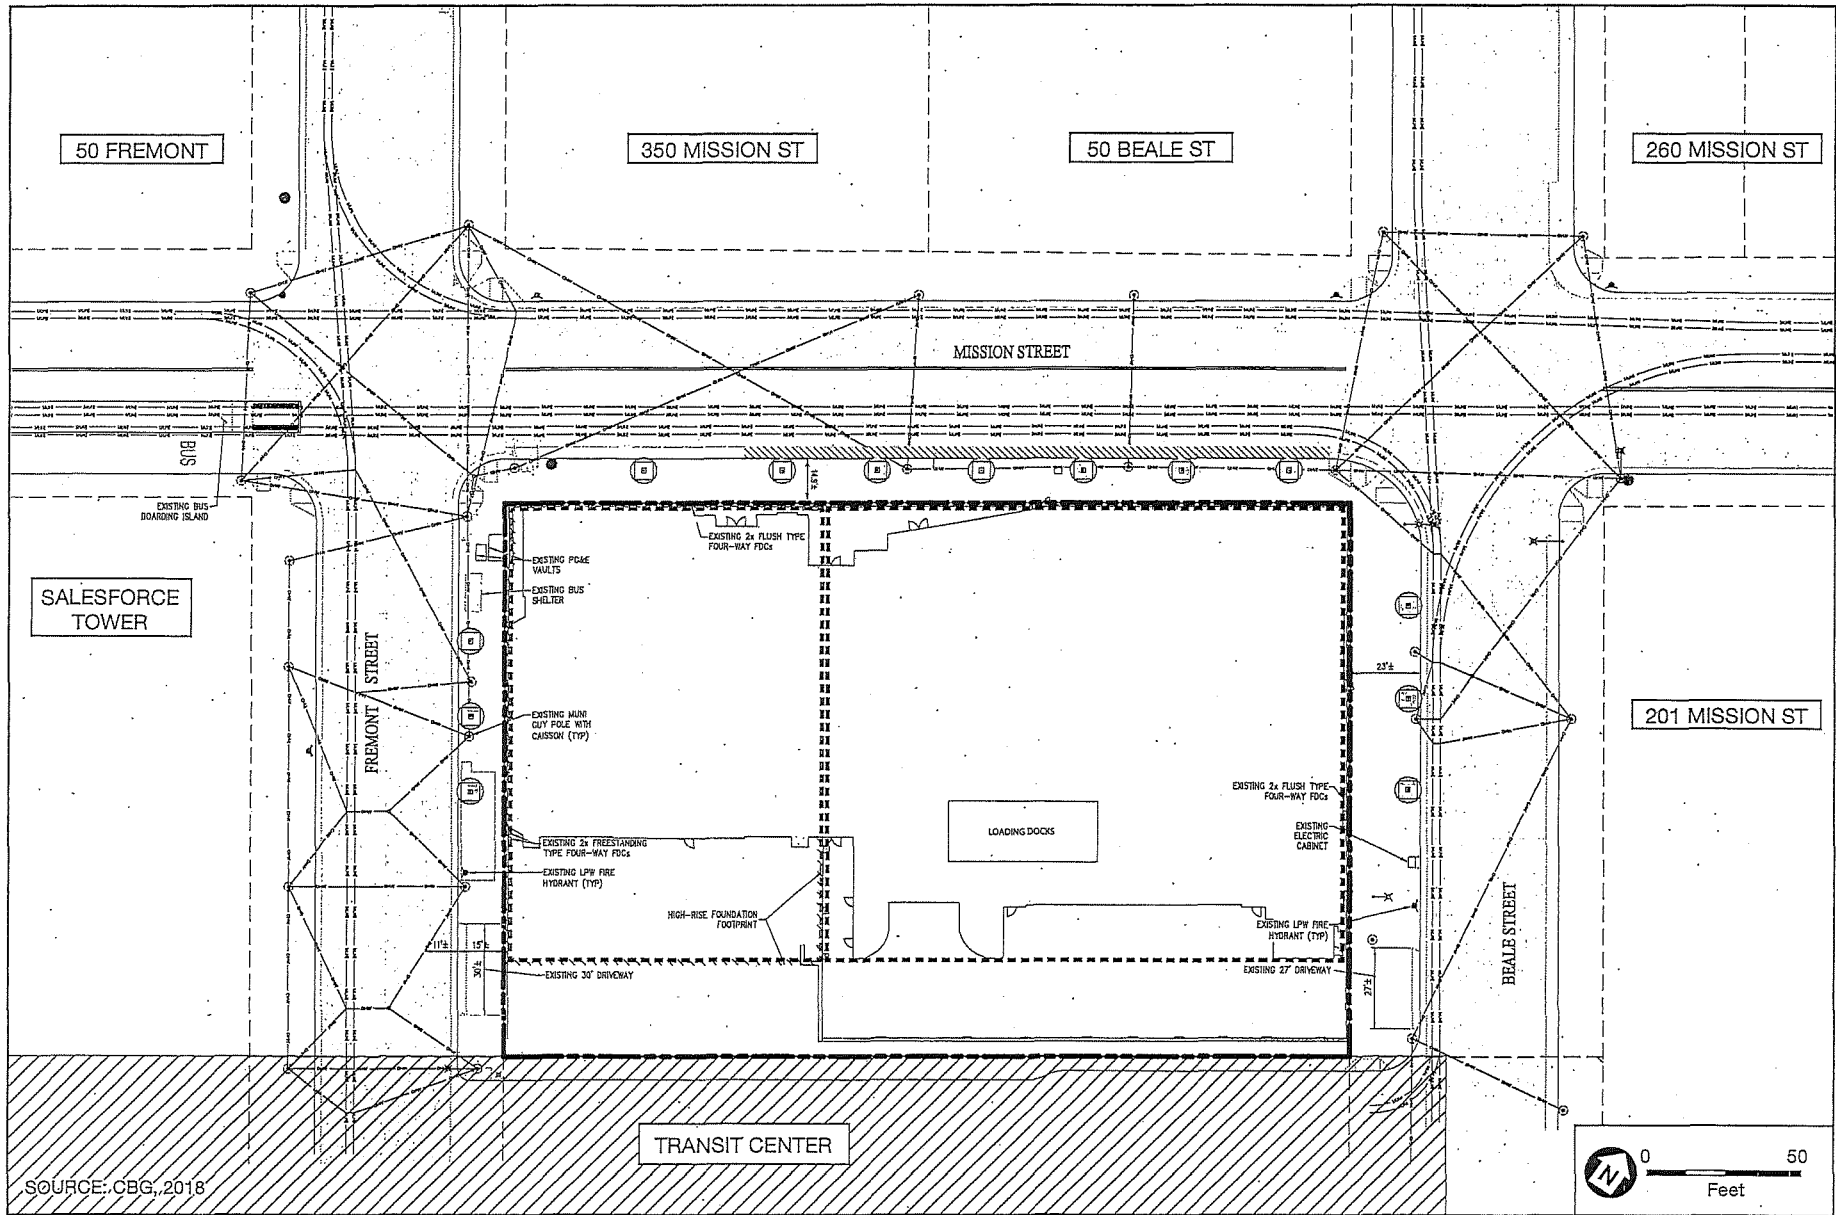 50 FREMONT
350 MISSION ST
50 BEALE ST
260 MISSION ST
MISSION STREET
BUS
EXISTING BUS
BOARDING ISLAND
14.9'±
EXISTING 2x FLUSH TYPE
FOUR-WAY FDCs
EXISTING PG&E
VAULTS
EXISTING BUS
SHELTER
SALESFORCE
TOWER
FREMONT STREET
23'±
EXISTING MUNI
GUY POLE WITH
CAISSON (TYP)
201 MISSION ST
EXISTING 2x FLUSH TYPE
FOUR-WAY FDCs
LOADING DOCKS
EXISTING
ELECTRIC
CABINET
EXISTING 2x FREESTANDING
TYPE FOUR-WAY FDCs
EXISTING LPW FIRE
HYDRANT (TYP)
HIGH-RISE FOUNDATION
FOOTPRINT
EXISTING LPW FIRE
HYDRANT (TYP)
BEALE STREET
11'±
15'±
30'±
EXISTING 30' DRIVEWAY
EXISTING 27' DRIVEWAY
27'±
TRANSIT CENTER
SOURCE: CBG, 2018
N
0
50
Feet